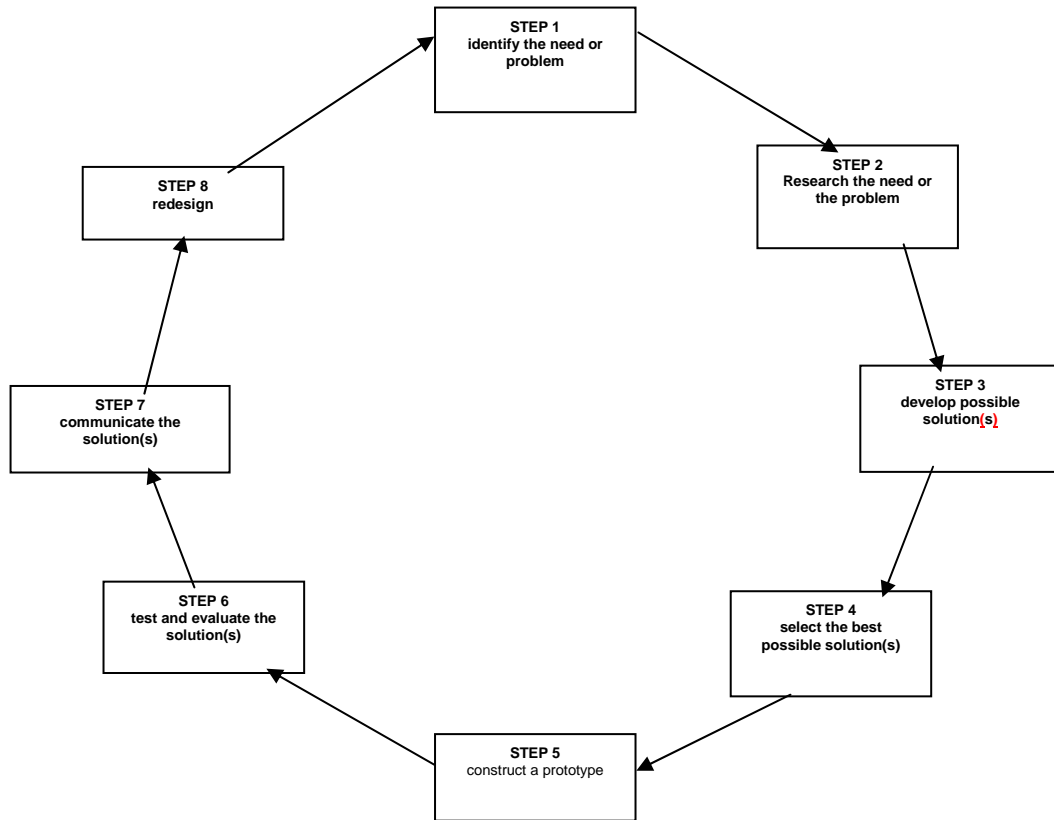 STEP 1
identify the need or
problem
STEP 2
Research the need or
the problem
STEP 3
develop possible
solution(s)
STEP 4
select the best
possible solution(s)
STEP 5
construct a prototype
STEP 6
test and evaluate the
solution(s)
STEP 7
communicate the
solution(s)
STEP 8
redesign